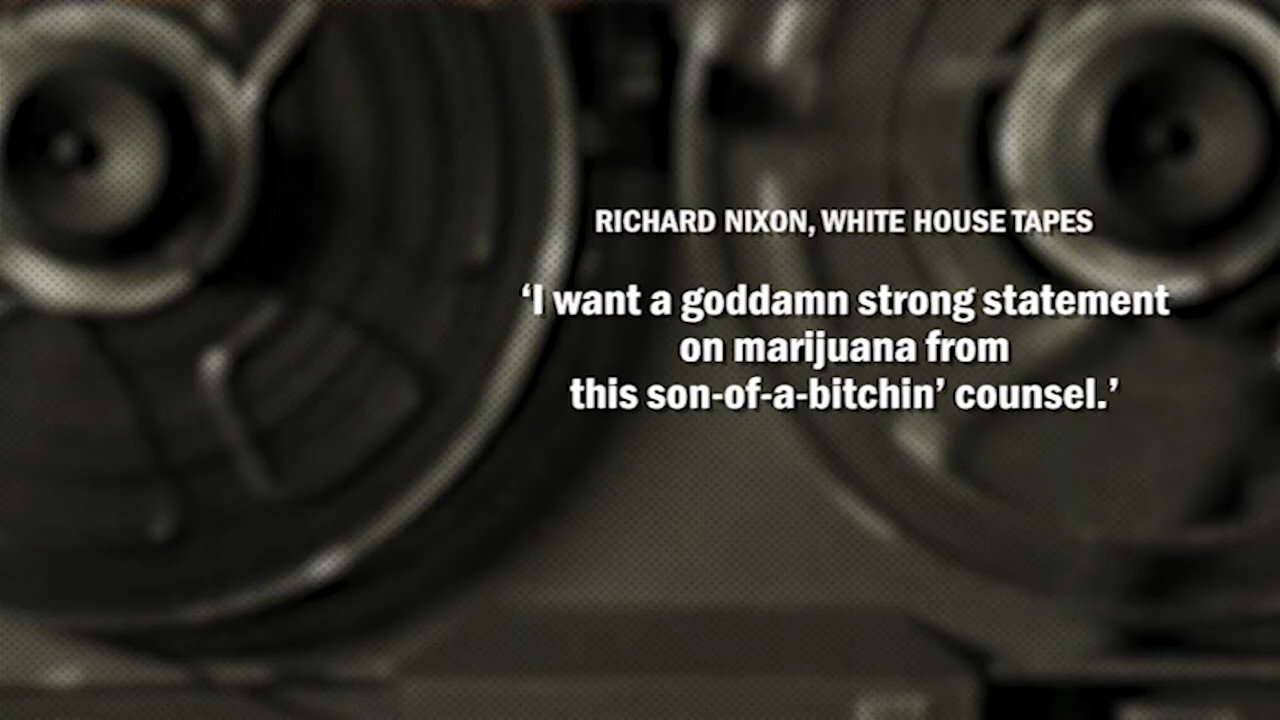 RICHARD NIXON, WHITE HOUSE TAPES
‘I want a goddamn strong statement
on marijuana from
this son-of-a-bitchin’ counsel.’